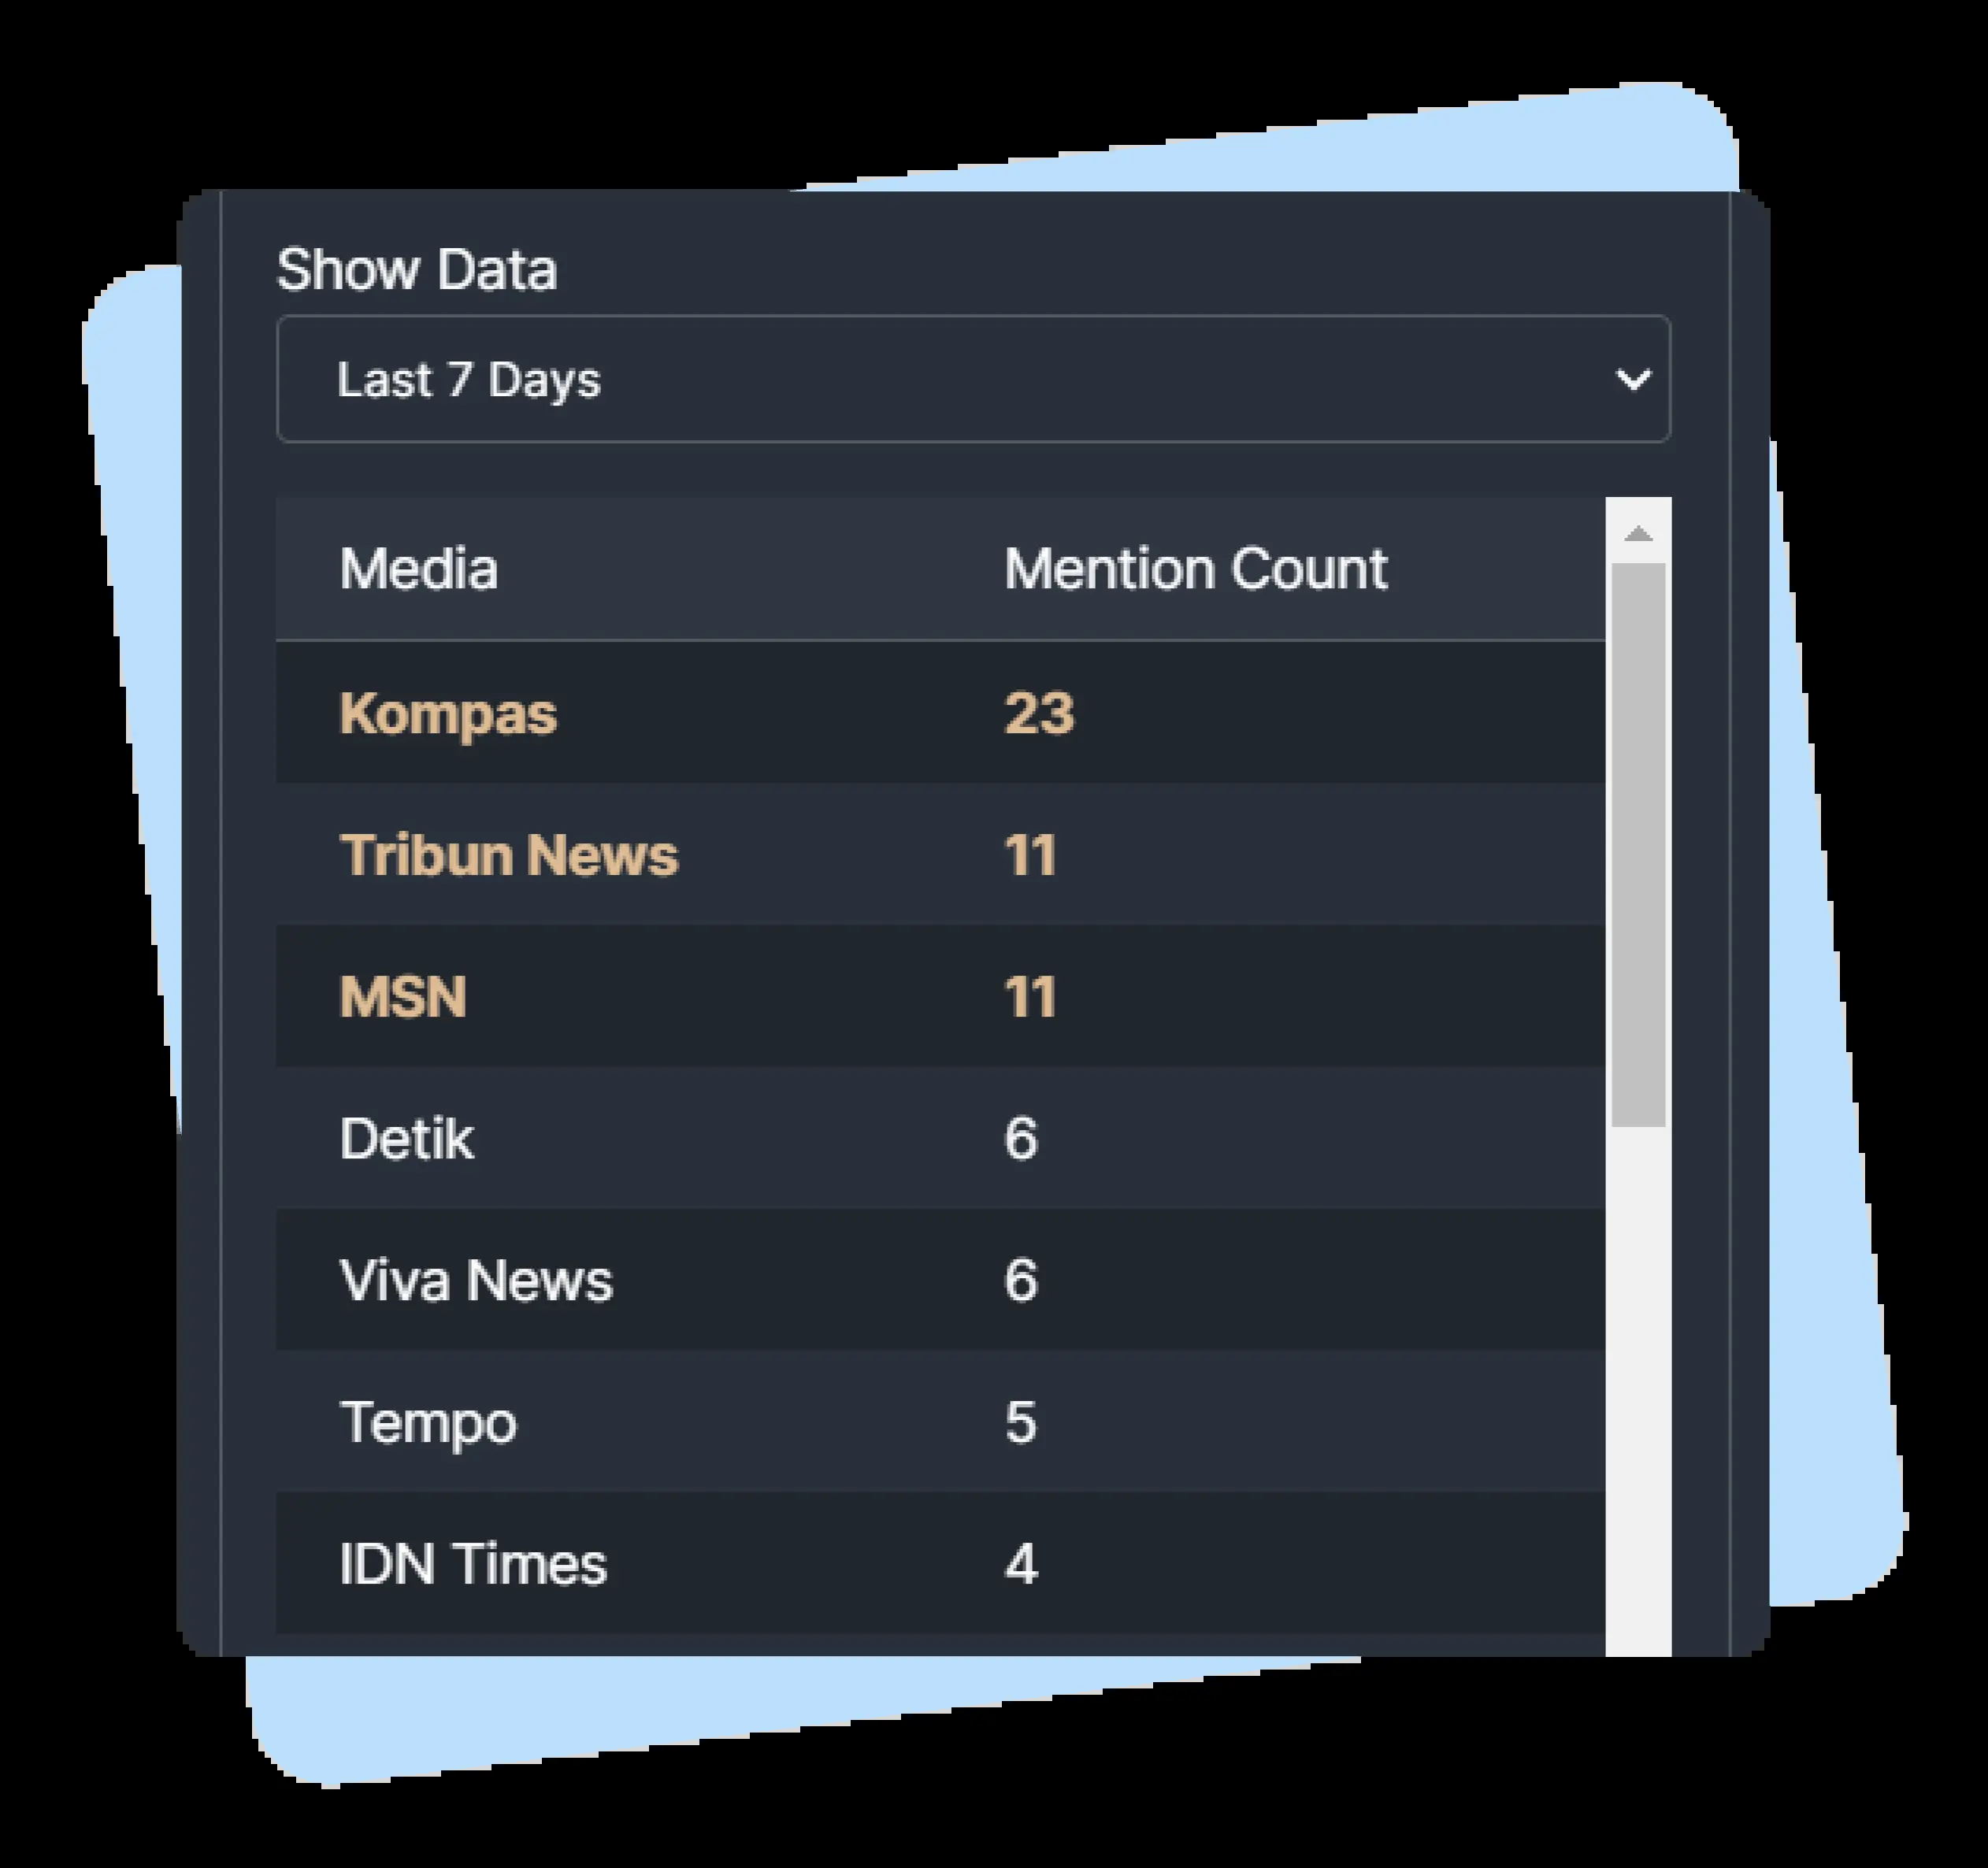 Show Data
Last 7 Days
Media Mention Count
Kompas 23
Tribun News 11
MSN 11
Detik 6
Viva News 6
Tempo 5
IDN Times 4